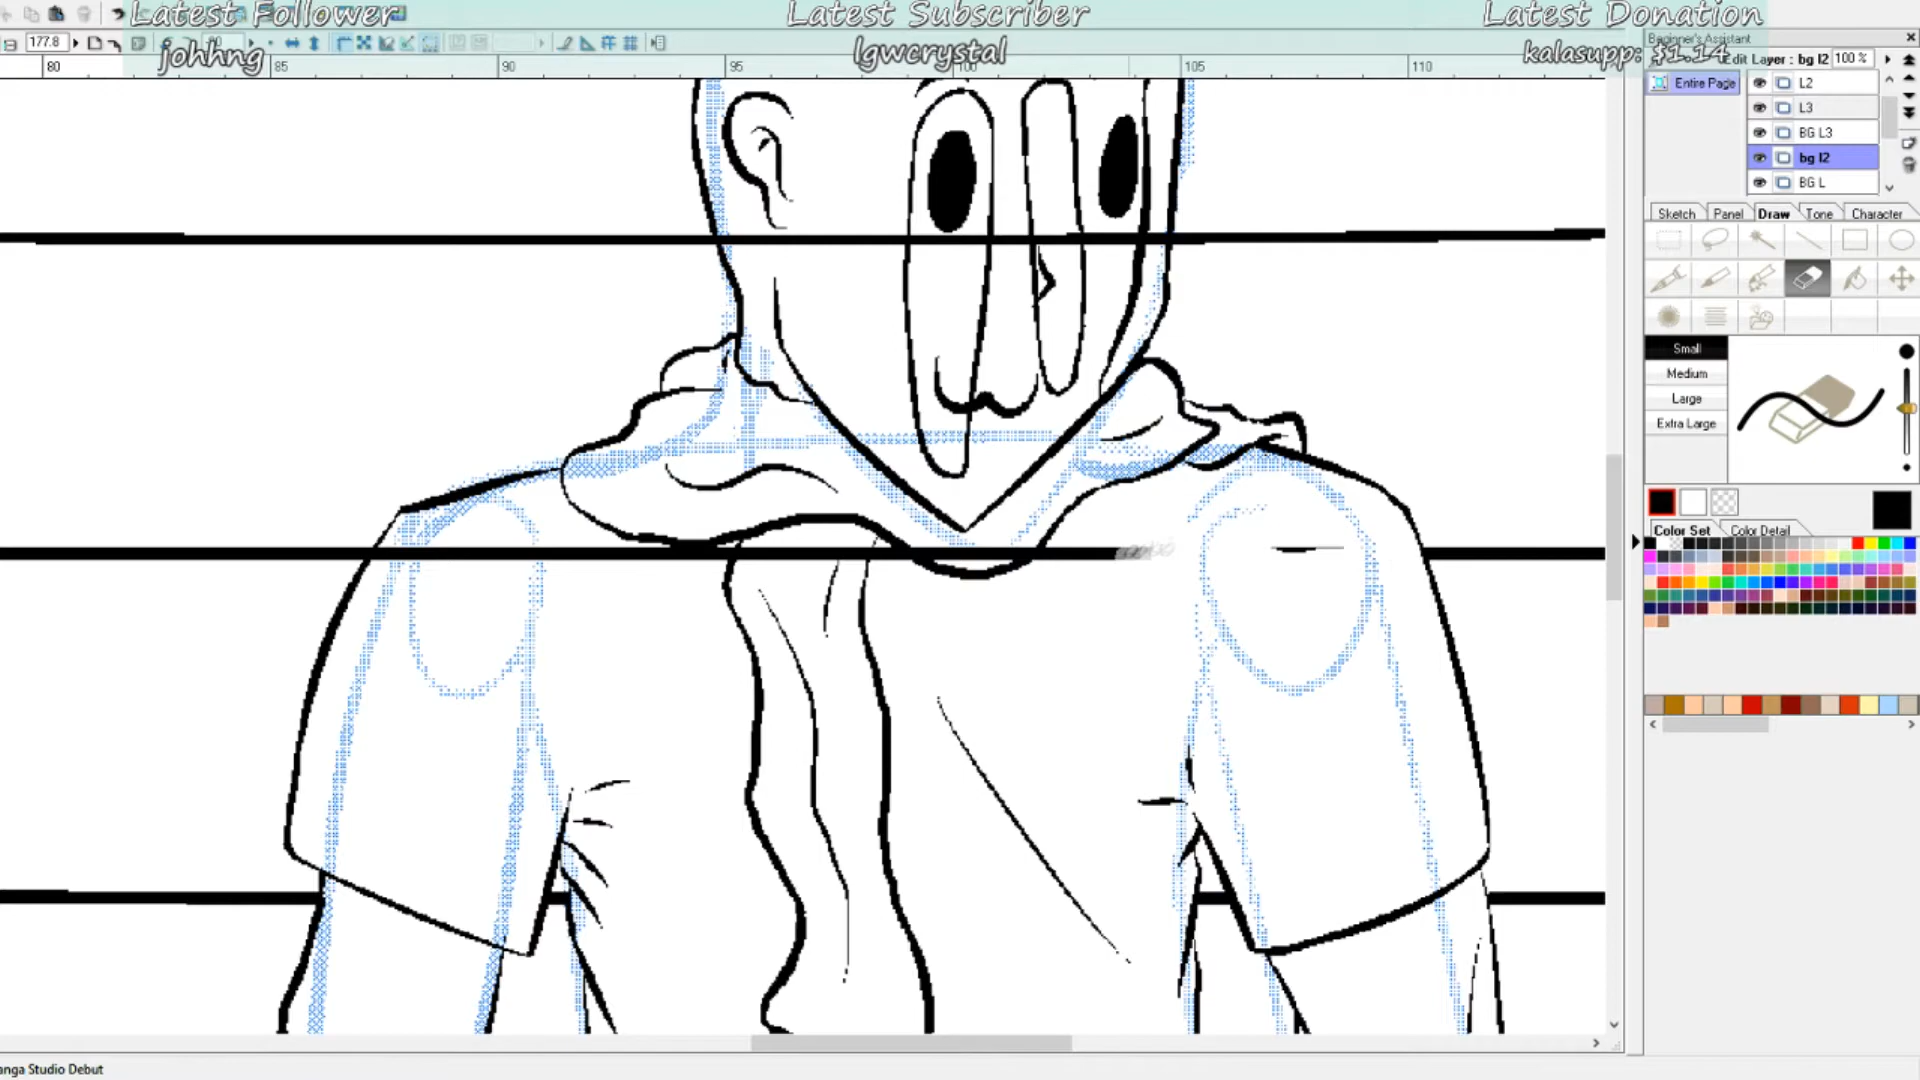 Latest Follower
Latest Subscriber
Latest Donation
johhng
lgwcrystal
kalasupp: $1.14
177.8
Beginner's Assistant
Edit Layer : bg l2
100 %
80
85
90
95
100
105
110
Entire Page
L2
L3
BG L3
bg l2
BG L
Sketch
Panel
Draw
Tone
Character
Small
Medium
Large
Extra Large
Color Set
Color Detail
anga Studio Debut